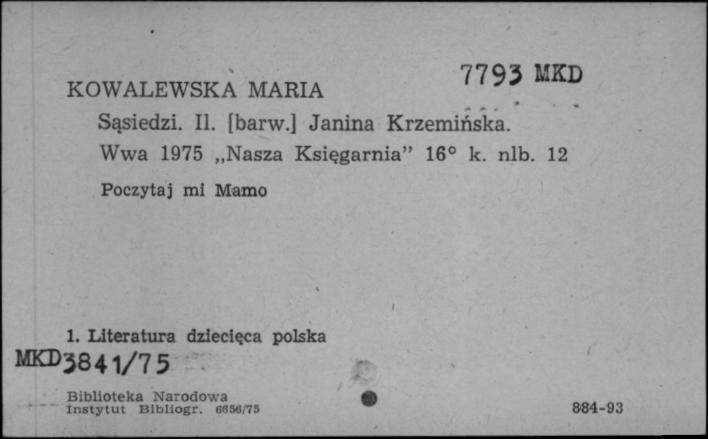 7793 MKD
KOWALEWSKA MARIA
Sąsiedzi. Il. [barw.] Janina Krzemińska.
Wwa 1975 „Nasza Księgarnia” 16° k. nlb. 12
Poczytaj mi Mamo
1. Literatura dziecięca polska
MKD3841/75
Biblioteka Narodowa
Instytut Bibliogr. 6656/75
884-93